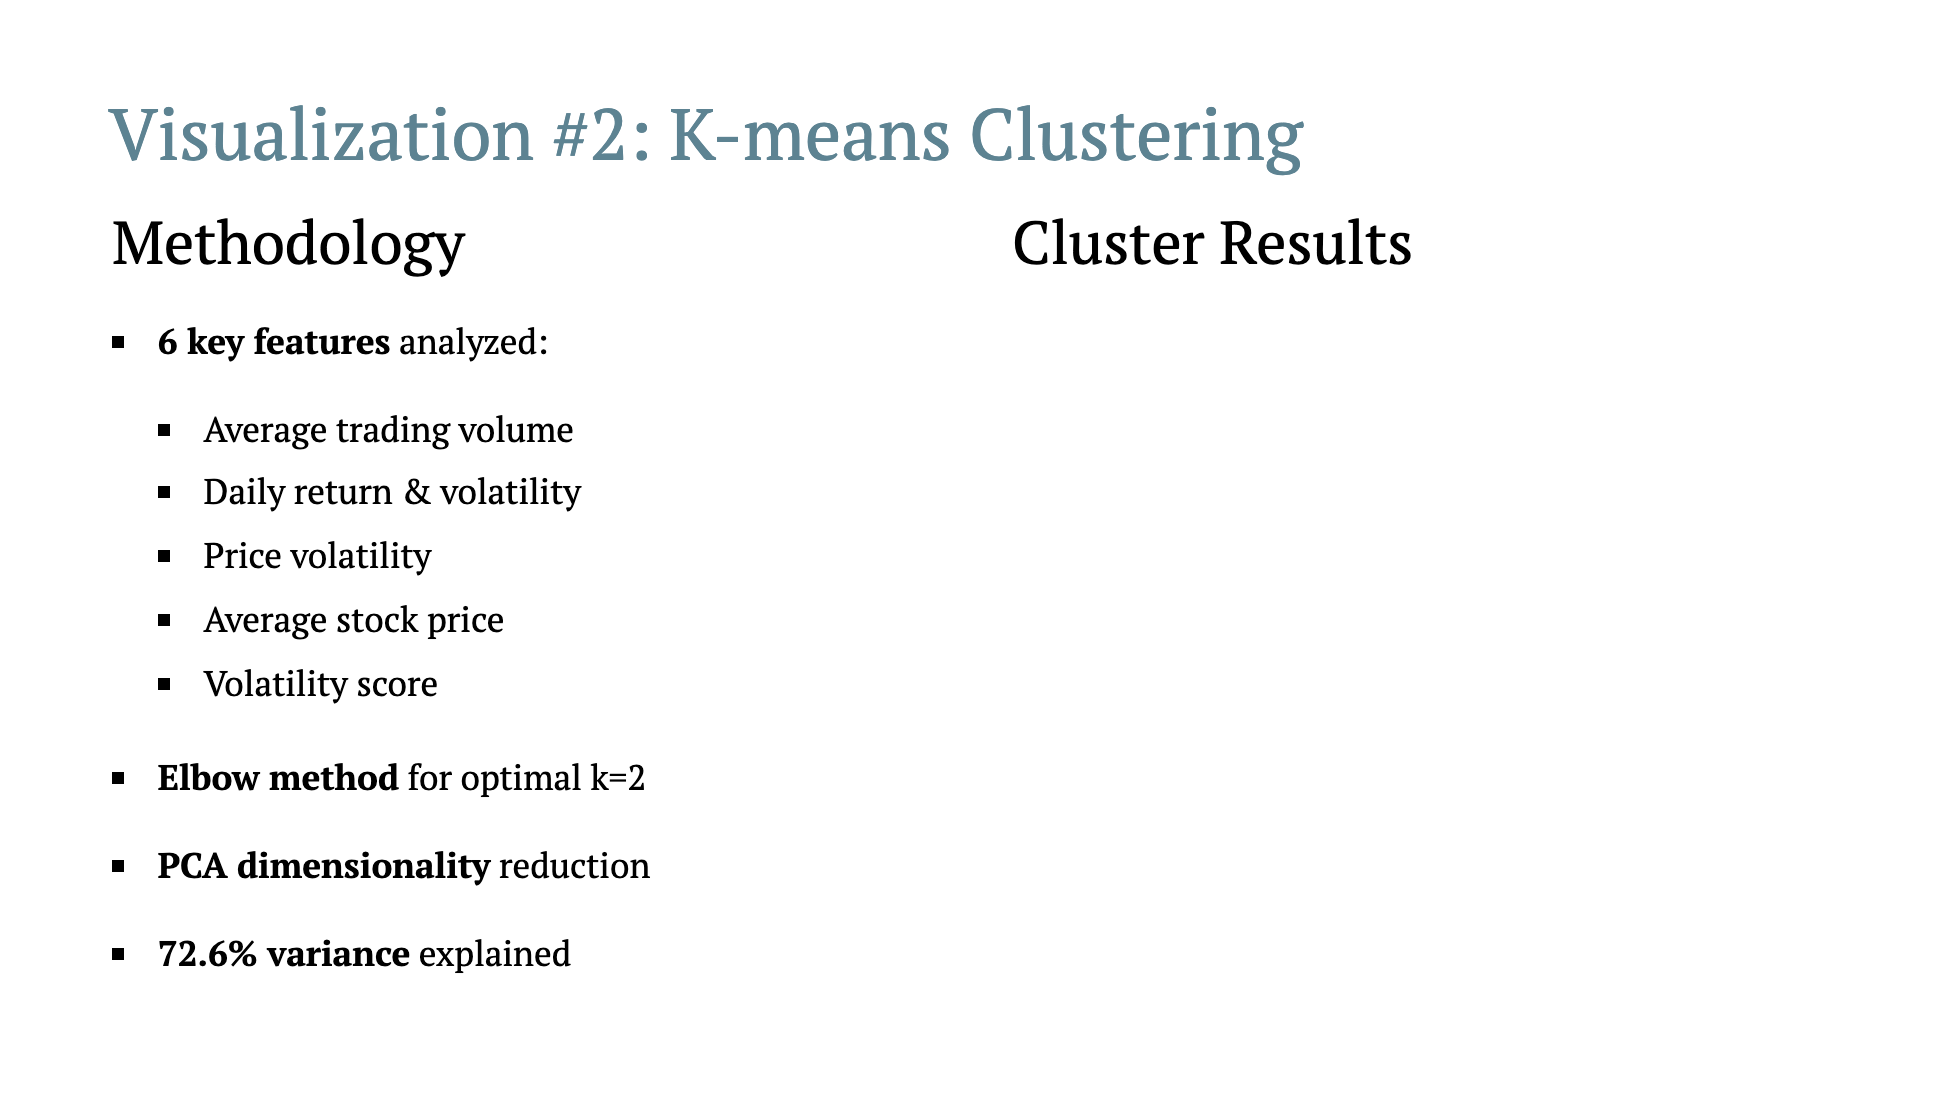 Visualization #2: K-means Clustering
Methodology
6 key features analyzed:
Average trading volume
Daily return & volatility
Price volatility
Average stock price
Volatility score
Elbow method for optimal k=2
PCA dimensionality reduction
72.6% variance explained
Cluster Results